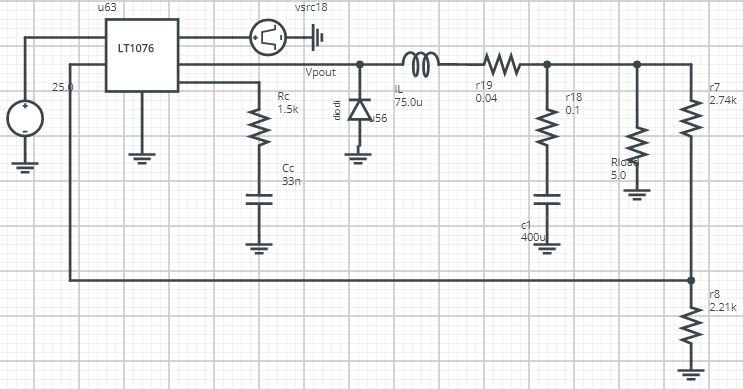 u63
vsrc18
LT1076
Vpout
25.0
Rc
1.5k
Cc
33n
diodi
u56
IL
75.0u
r19
0.04
r18
0.1
c1
400u
Rload
5.0
r7
2.74k
r8
2.21k